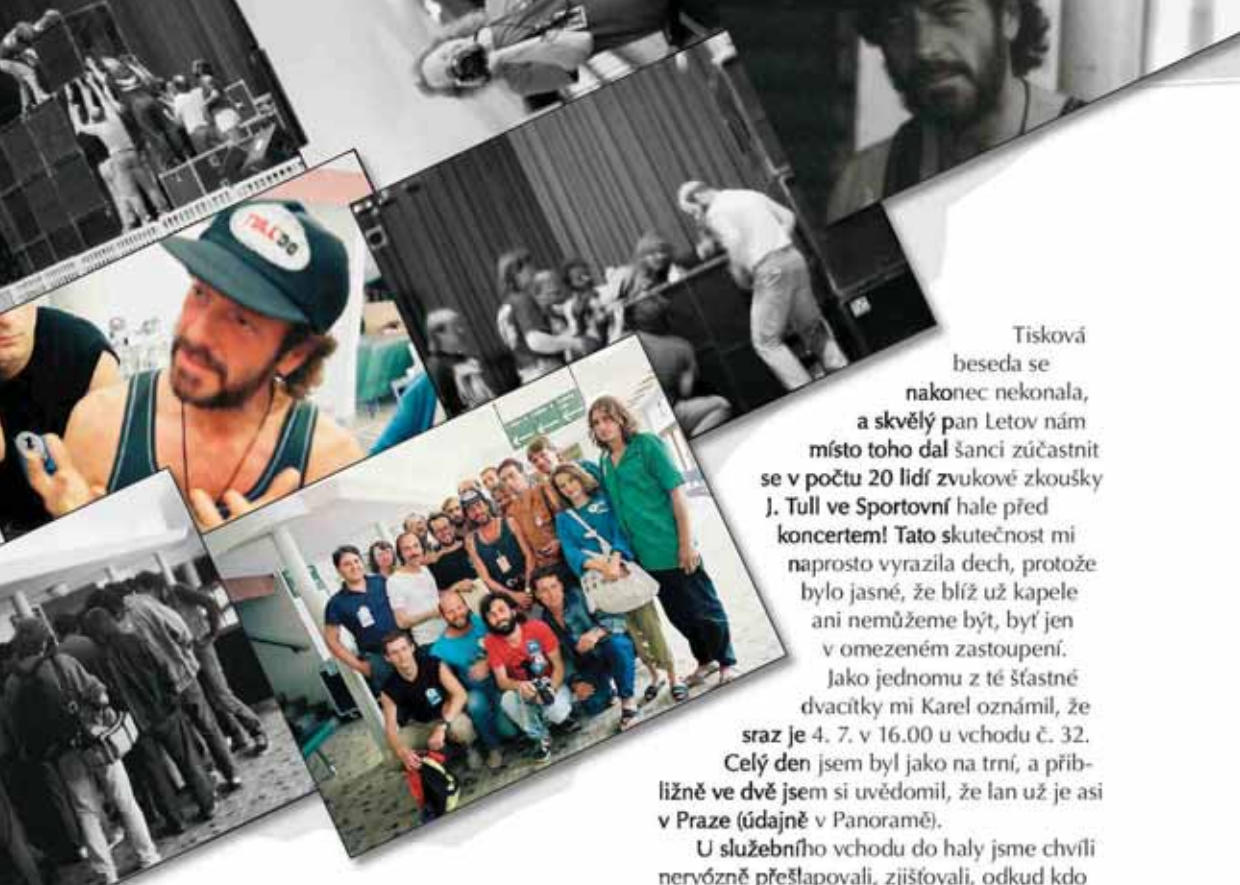 Tisková
beseda se
nakonec nekonala,
a skvělý pan Letov nám
místo toho dal šanci zúčastnit
se v počtu 20 lidí zvukové zkoušky
J. Tull ve Sportovní hale před
koncertem! Tato skutečnost mi
naprosto vyrazila dech, protože
bylo jasné, že blíž už kapele
ani nemůžeme být, byť jen
v omezeném zastoupení.
Jako jednomu z té šťastné
dvacítky mi Karel oznámil, že
sraz je 4. 7. v 16.00 u vchodu č. 32.
Celý den jsem byl jako na trní, a přib-
ližně ve dvě jsem si uvědomil, že Ian už je asi
v Praze (údajně v Panoramě).
U služebního vchodu do haly jsme chvíli
nervózně přešlapovali, zjišťovali, odkud kdo